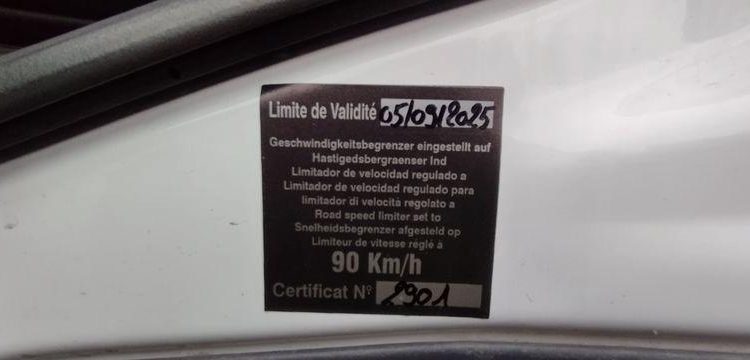 Limite de Validité 05/09/2025
Geschwindigkeitsbegrenzer eingestellt auf
Hastigedsbergraenser Ind
Limitador de velocidad regulado a
Limitador de velocidad regulado para
limitador di velocità regolato a
Road speed limiter set to
Snelheidsbegrenzer afgesteld op
Limiteur de vitesse réglé à
90 Km/h
Certificat N° 2901